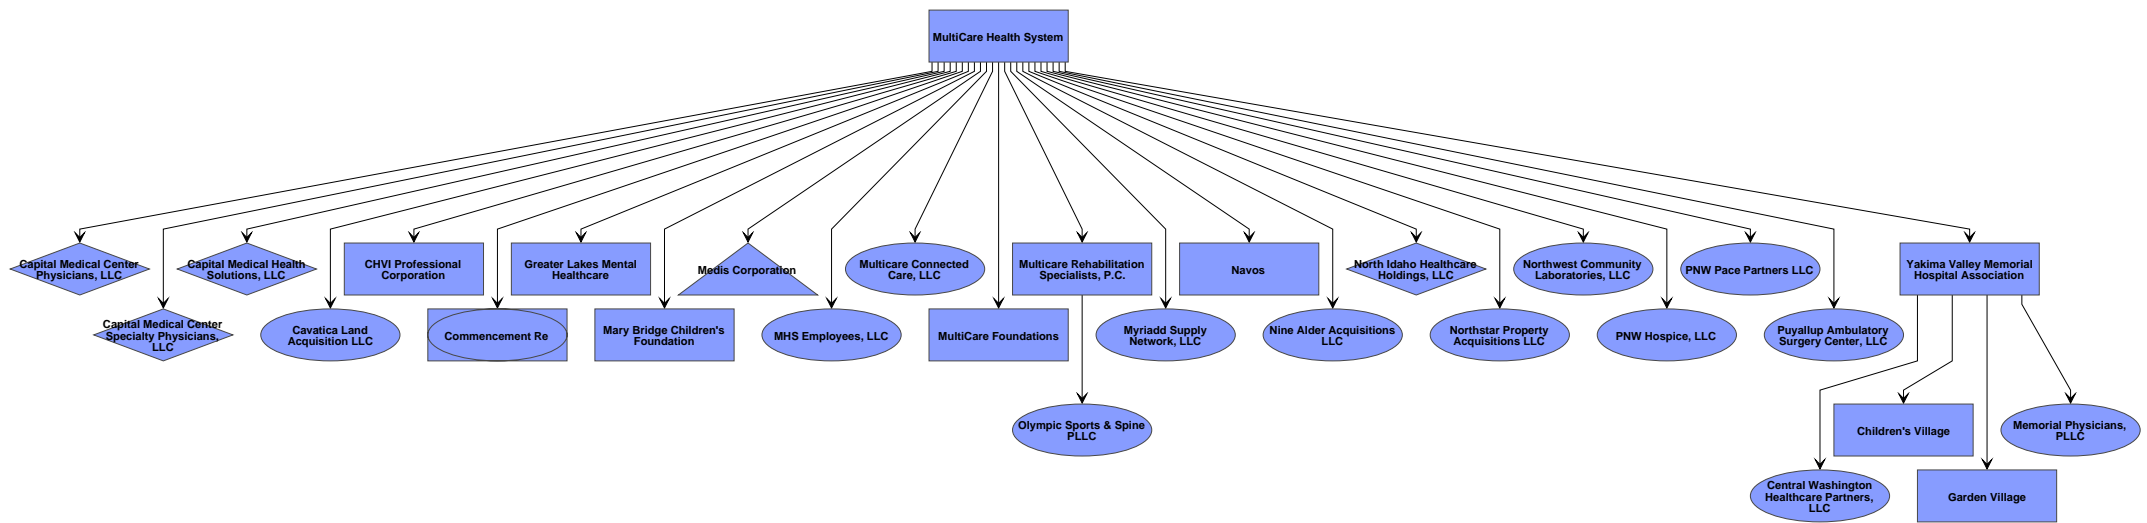 MultiCare Health System
Capital Medical Center
Physicians, LLC
Capital Medical Health
Solutions, LLC
CHVI Professional
Corporation
Greater Lakes Mental
Healthcare
Medis Corporation
Multicare Connected
Care, LLC
Multicare Rehabilitation
Specialists, P.C.
Navos
North Idaho Healthcare
Holdings, LLC
Northwest Community
Laboratories, LLC
PNW Pace Partners LLC
Yakima Valley Memorial
Hospital Association
Capital Medical Center
Specialty Physicians,
LLC
Cavatica Land
Acquisition LLC
Commencement Re
Mary Bridge Children's
Foundation
MHS Employees, LLC
MultiCare Foundations
Myriadd Supply
Network, LLC
Nine Alder Acquisitions
LLC
Northstar Property
Acquisitions LLC
PNW Hospice, LLC
Puyallup Ambulatory
Surgery Center, LLC
Olympic Sports & Spine
PLLC
Children's Village
Memorial Physicians,
PLLC
Central Washington
Healthcare Partners,
LLC
Garden Village